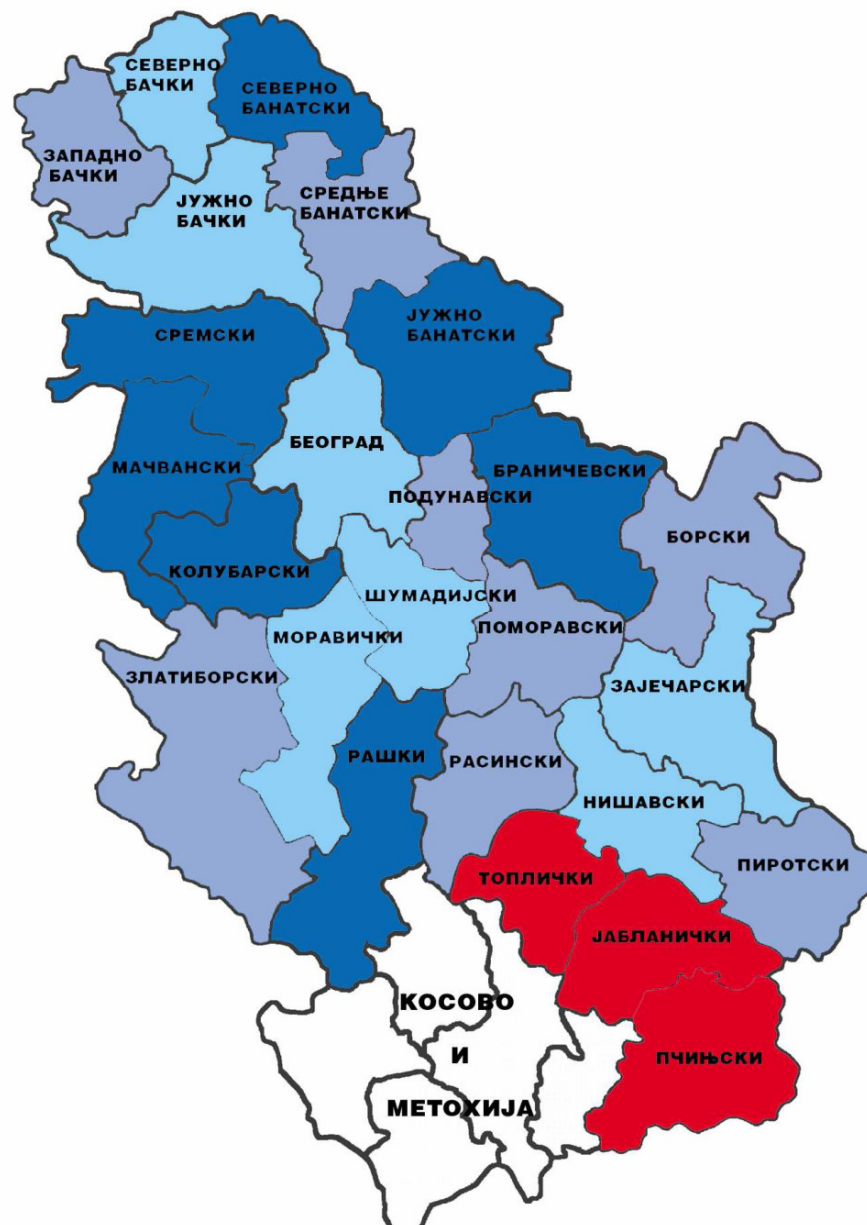 СЕВЕРНО
БАЧКИ
СЕВЕРНО
БАНАТСКИ
ЗАПАДНО
БАЧКИ
ЈУЖНО
БАЧКИ
СРЕДЊЕ
БАНАТСКИ
СРЕМСКИ
ЈУЖНО
БАНАТСКИ
БЕОГРАД
МАЧВАНСКИ
ПОДУНАВСКИ
БРАНИЧЕВСКИ
БОРСКИ
КОЛУБАРСКИ
ШУМАДИЈСКИ
МОРАВИЧКИ
ПОМОРАВСКИ
ЗЛАТИБОРСКИ
ЗАЈЕЧАРСКИ
РАШКИ
РАСИНСКИ
НИШАВСКИ
ПИРОТСКИ
ТОПЛИЧКИ
ЈАБЛАНИЧКИ
КОСОВО
И
МЕТОХИЈА
ПЧИЊСКИ